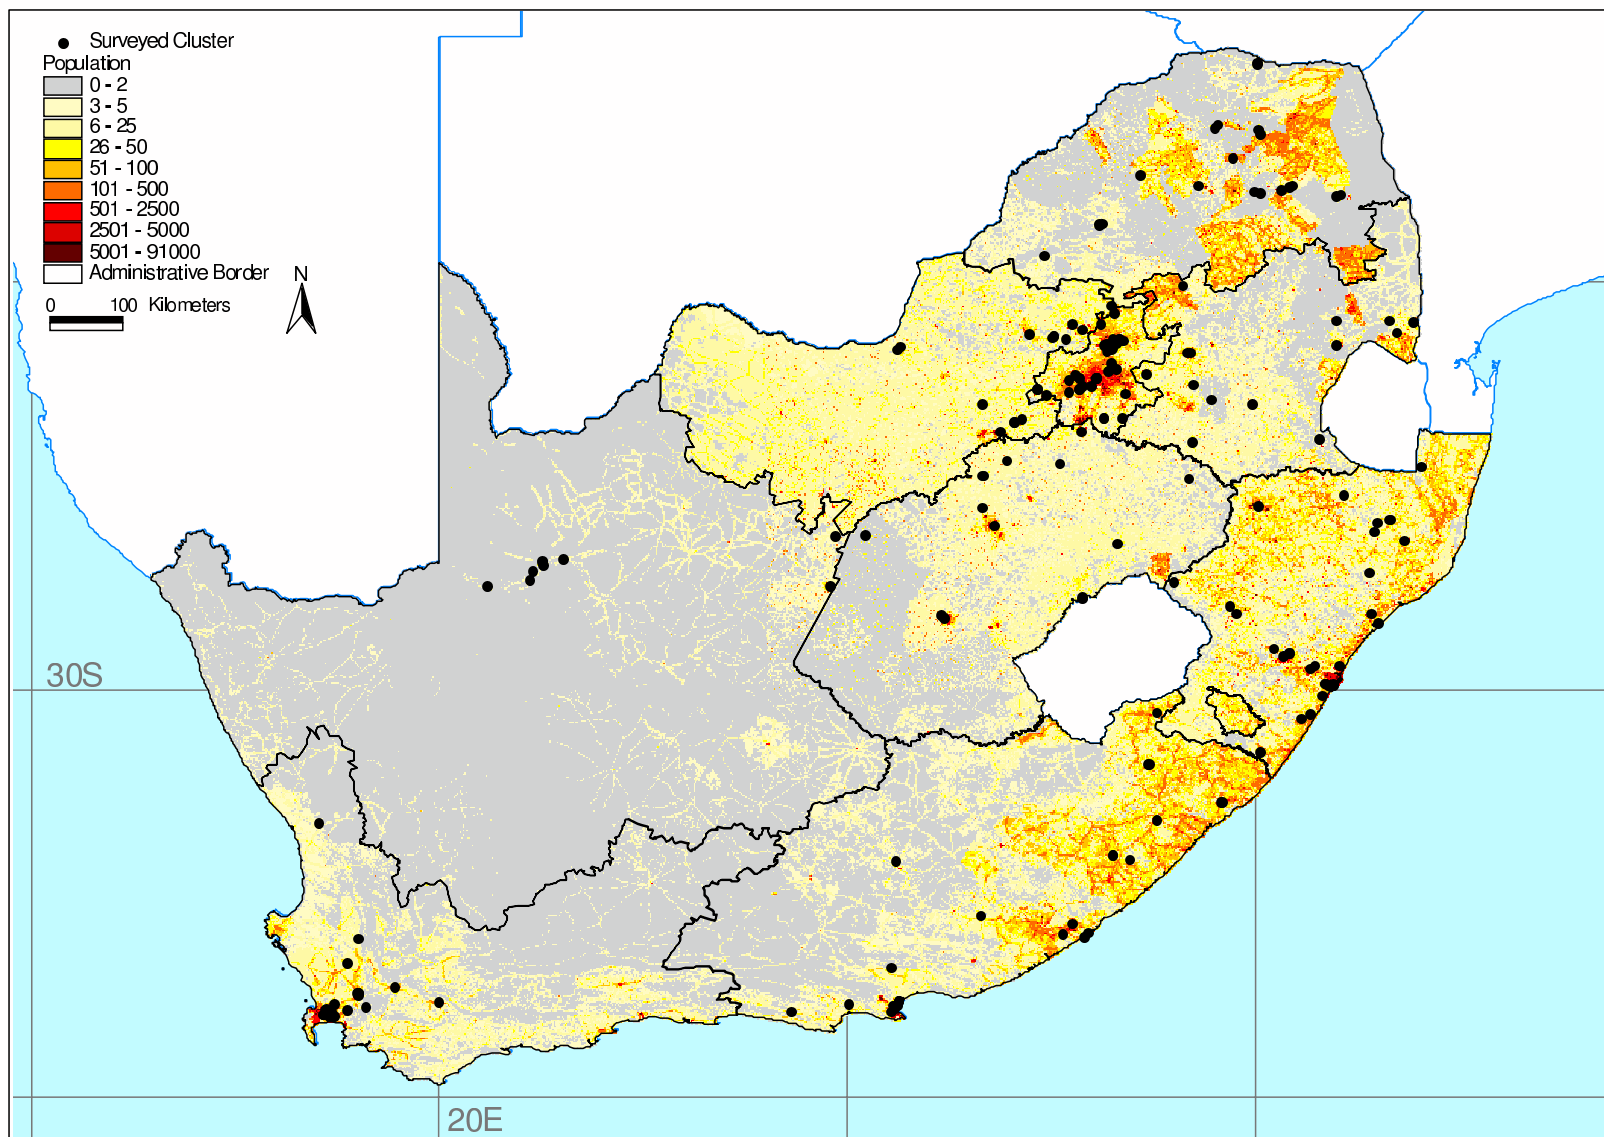 Surveyed Cluster
Population
0 - 2
3 - 5
6 - 25
26 - 50
51 - 100
101 - 500
501 - 2500
2501 - 5000
5001 - 91000
Administrative Border
N
0 100 Kilometers
30S
20E